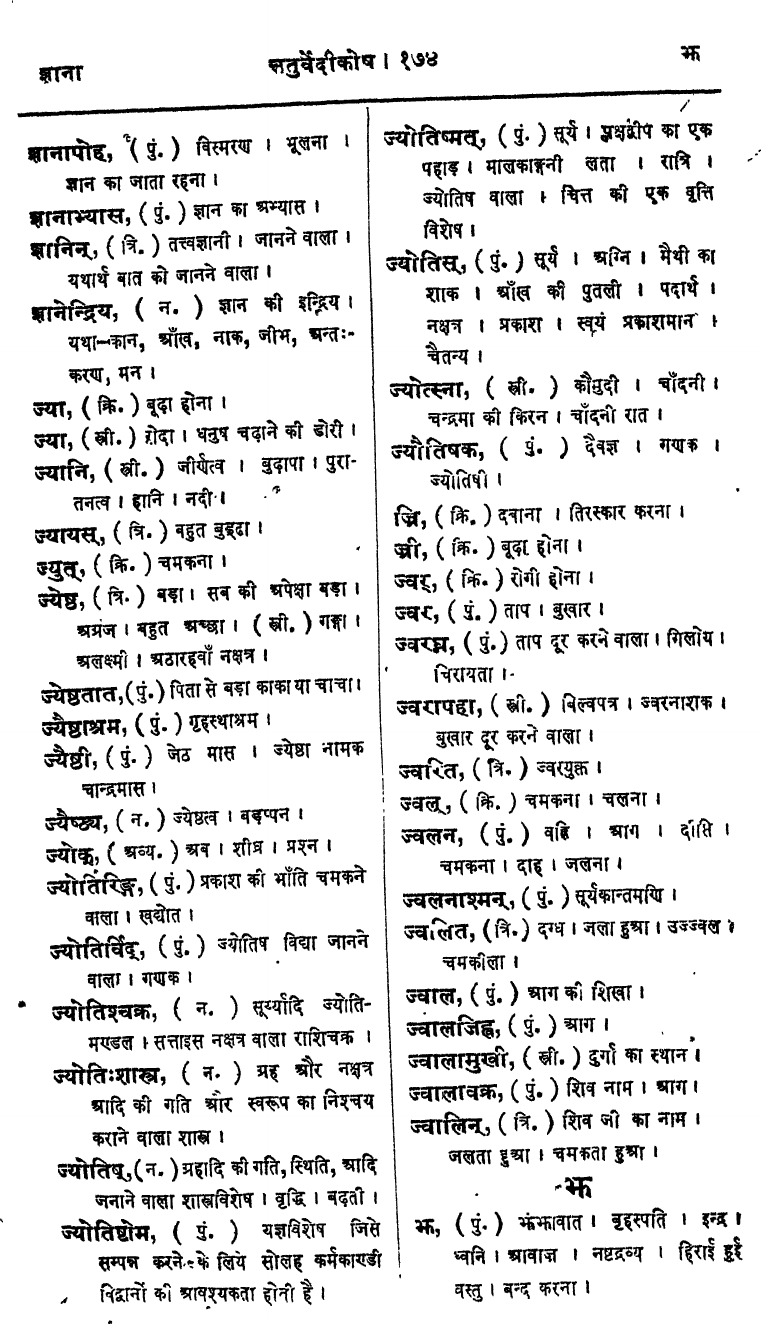 ज्ञाना
चतुर्वेदीकोष । १७४
झ
ज्ञानापोह, ( पुं. ) विस्मरण । भूलना ।
ज्ञान का जाता रहना ।
ज्ञानाभ्यास, ( पुं. ) ज्ञान का अभ्यास ।
ज्ञानिन्, ( त्रि. ) तत्त्वज्ञानी । जानने वाला ।
यथार्थ बात को जानने वाला ।
ज्ञानेन्द्रिय, ( न. ) ज्ञान की इन्द्रिय ।
यथा—कान, आँख, नाक, जीभ, अन्तः-
करण, मन ।
ज्या, ( क्रि. ) बूढ़ा होना ।
ज्या, ( स्त्री. ) रोदा । धनुष चढ़ाने की डोरी ।
ज्यानि, ( स्त्री. ) जीर्णत्व । बुढ़ापा । पुरा-
तनत्व । हानि । नदी ।
ज्यायस्, ( त्रि. ) बहुत बुड्ढा ।
ज्युत्, ( क्रि. ) चमकना ।
ज्येष्ठ, ( त्रि. ) बड़ा । सब की अपेक्षा बड़ा ।
अग्रंज । बहुत अच्छा । ( स्त्री. ) गङ्गा ।
अलक्ष्मी । अठारहवाँ नक्षत्र ।
ज्येष्ठतात, (पुं.) पिता से बड़ा काका या चाचा ।
ज्यैष्ठाश्रम, ( पुं. ) गृहस्थाश्रम ।
ज्यैष्ठी, ( पुं. ) जेठ मास । ज्येष्ठा नामक
चान्द्रमास ।
ज्यैष्ठ्य, ( न. ) ज्येष्ठत्व । बड़प्पन ।
ज्योक्, ( अव्य. ) अब । शीघ्र । प्रश्न ।
ज्योतिरिङ्ग, ( पुं. ) प्रकाश की भाँति चमकने
वाला । खद्योत ।
ज्योतिर्विद्, ( पुं. ) ज्योतिष विद्या जानने
वाला । गणक ।
ज्योतिश्चक्र, ( न. ) सूर्य्यादि ज्योति-
मण्डल । सत्ताइस नक्षत्र वाला राशिचक्र ।
ज्योतिःशास्त्र, ( न. ) ग्रह और नक्षत्र
आदि की गति और स्वरूप का निश्चय
कराने वाला शास्त्र ।
ज्योतिष्, ( न. ) ग्रहादि की गति, स्थिति, आदि
जनाने वाला शास्त्रविशेष । वृद्धि । बढ़ती ।
ज्योतिष्टोम, ( पुं. ) यज्ञविशेष जिसे
सम्पन्न करने के लिये सोलह कर्मकाण्डी
विद्वानों की आवश्यकता होती है ।
ज्योतिष्मत्, ( पुं. ) सूर्य । प्लक्षद्वीप का एक
पहाड़ । मालकाङ्गनी लता । रात्रि ।
ज्योतिष वाला । चित्त की एक वृत्ति
विशेष ।
ज्योतिस्, ( पुं. ) सूर्य । अग्नि । मैथी का
शाक । आँख की पुतली । पदार्थ ।
नक्षत्र । प्रकाश । स्वयं प्रकाशमान ।
चैतन्य ।
ज्योत्स्ना, ( स्त्री. ) कौमुदी । चाँदनी ।
चन्द्रमा की किरन । चाँदनी रात ।
ज्यौतिषक, ( पुं. ) दैवज्ञ । गणक ।
ज्योतिषी ।
ज्रि, ( क्रि. ) दबाना । तिरस्कार करना ।
ज्री, ( क्रि. ) बूढ़ा होना ।
ज्वर्, ( क्रि. ) रोगी होना ।
ज्वर, ( पुं. ) ताप । बुखार ।
ज्वरघ्न, ( पुं. ) ताप दूर करने वाला । गिलोय ।
चिरायता ।
ज्वरापहा, ( स्त्री. ) बिल्वपत्र । ज्वरनाशक ।
बुखार दूर करने वाला ।
ज्वरित, ( त्रि. ) ज्वरयुक्त ।
ज्वल्, ( क्रि. ) चमकना । चलना ।
ज्वलन, ( पुं. ) वह्नि । आग । दीप्ति ।
चमकना । दाह । जलना ।
ज्वलनाश्मन्, ( पुं. ) सूर्यकान्तमणि ।
ज्वलित, (त्रि.) दग्ध । जला हुआ । उज्ज्वल ।
चमकीला ।
ज्वाल, ( पुं. ) आग की शिखा ।
ज्वालजिह्व, ( पुं. ) आग ।
ज्वालामुखी, ( स्त्री. ) दुर्गा का स्थान ।
ज्वालावक्र, ( पुं. ) शिव नाम । आग ।
ज्वालिन्, ( त्रि. ) शिव जी का नाम ।
जलता हुआ । चमकता हुआ ।
झ
झ, ( पुं. ) झंझावात । बृहस्पति । इन्द्र ।
ध्वनि । आवाज़ । नष्टद्रव्य । हिराई हुई
वस्तु । बन्द करना ।